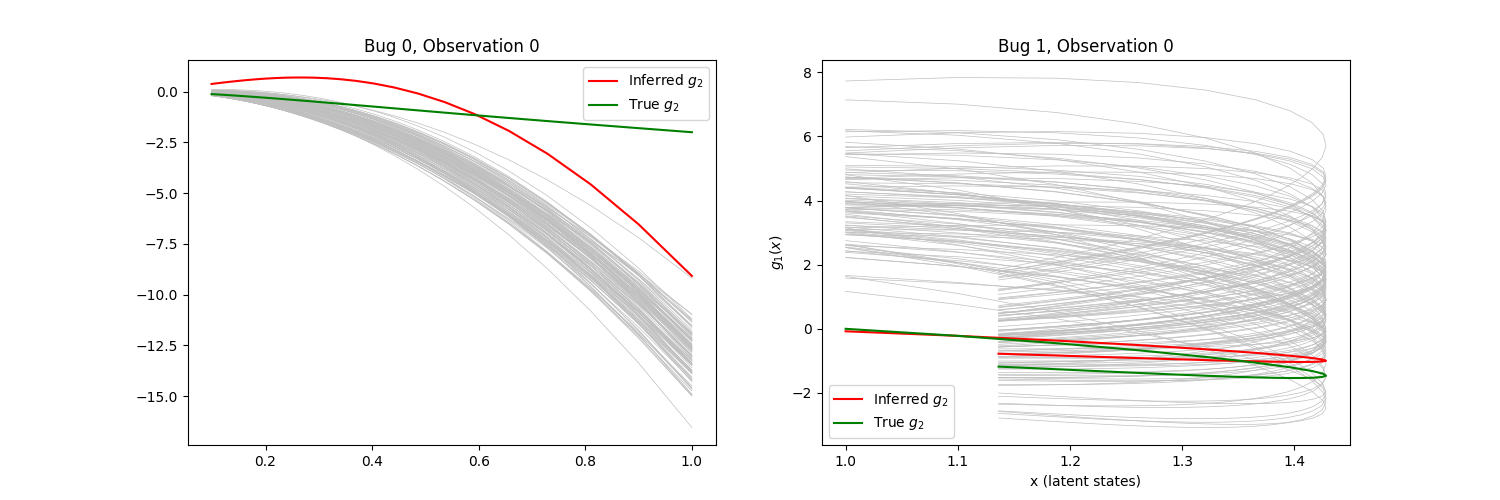 Bug 0, Observation 0
Inferred g₂
True g₂
0.0
−2.5
−5.0
−7.5
−10.0
−12.5
−15.0
0.2 0.4 0.6 0.8 1.0
Bug 1, Observation 0
g₁(x)
8
6
4
2
0
−2
Inferred g₂
True g₂
1.0 1.1 1.2 1.3 1.4
x (latent states)